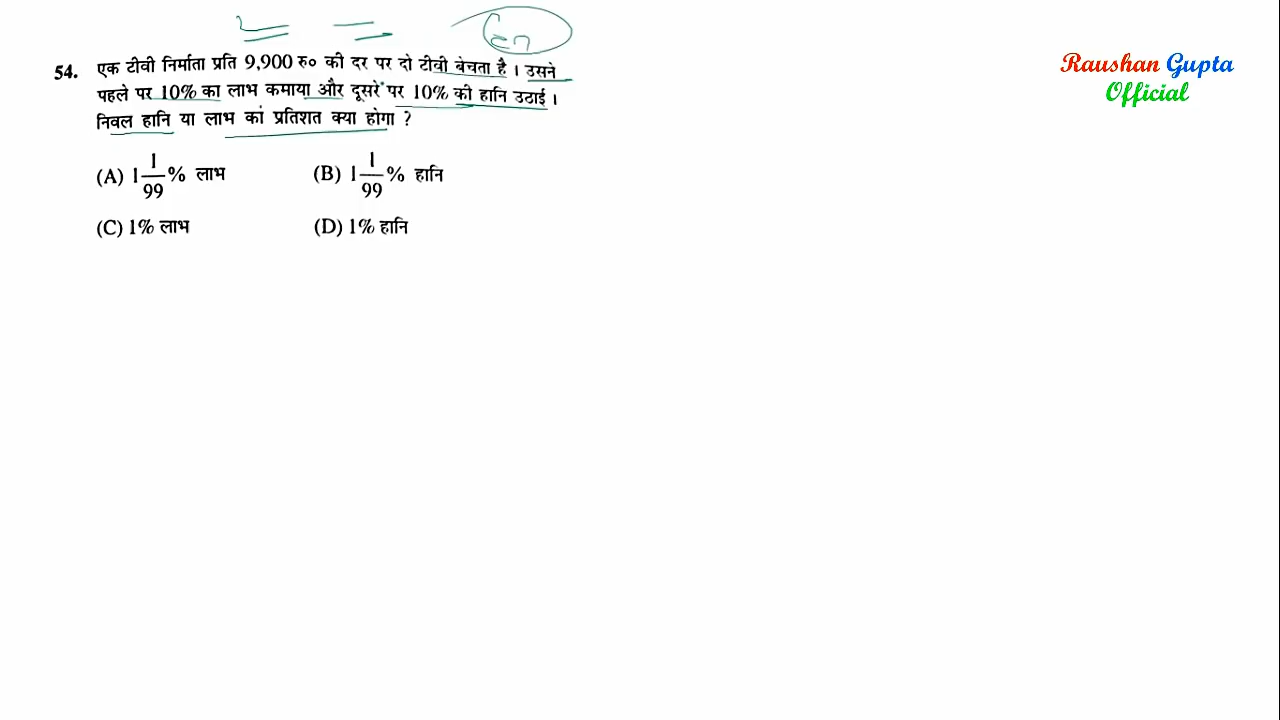 54. एक टीवी निर्माता प्रति 9,900 रु० की दर पर दो टीवी बेचता है । उसने
पहले पर 10% का लाभ कमाया और दूसरे पर 10% की हानि उठाई ।
निवल हानि या लाभ का प्रतिशत क्या होगा ?
(A) 1 1/99 % लाभ (B) 1 1/99 % हानि
(C) 1% लाभ (D) 1% हानि
Raushan Gupta
Official